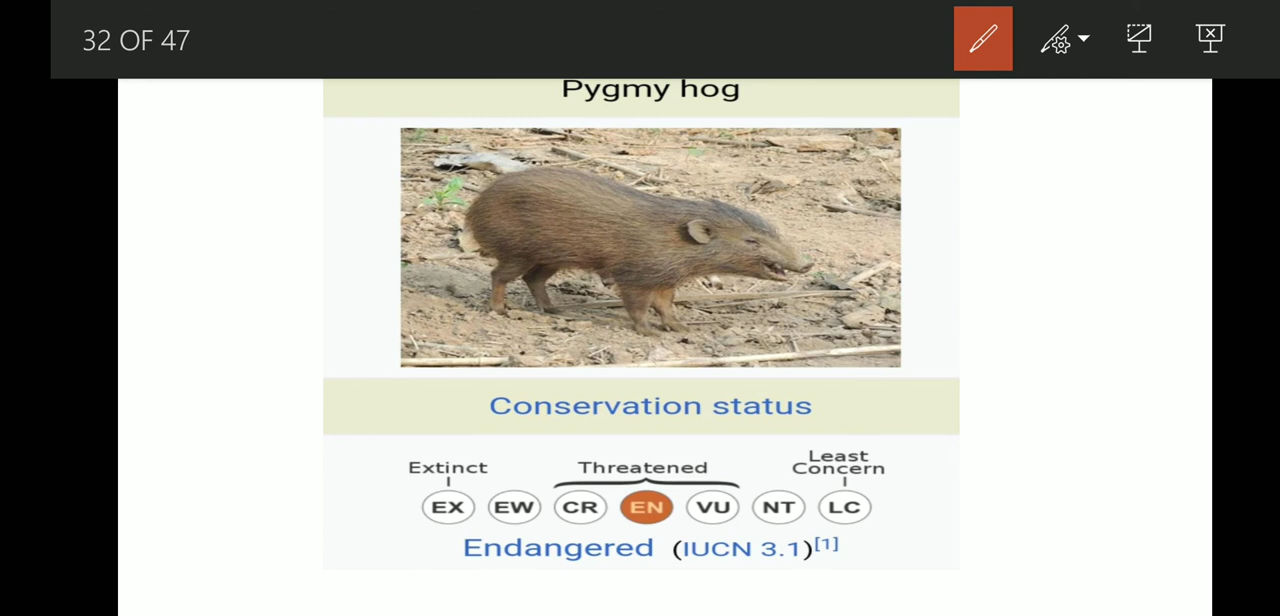 32 OF 47
Pygmy hog
Conservation status
Extinct Threatened Least Concern
EX EW CR EN VU NT LC
Endangered (IUCN 3.1)[1]